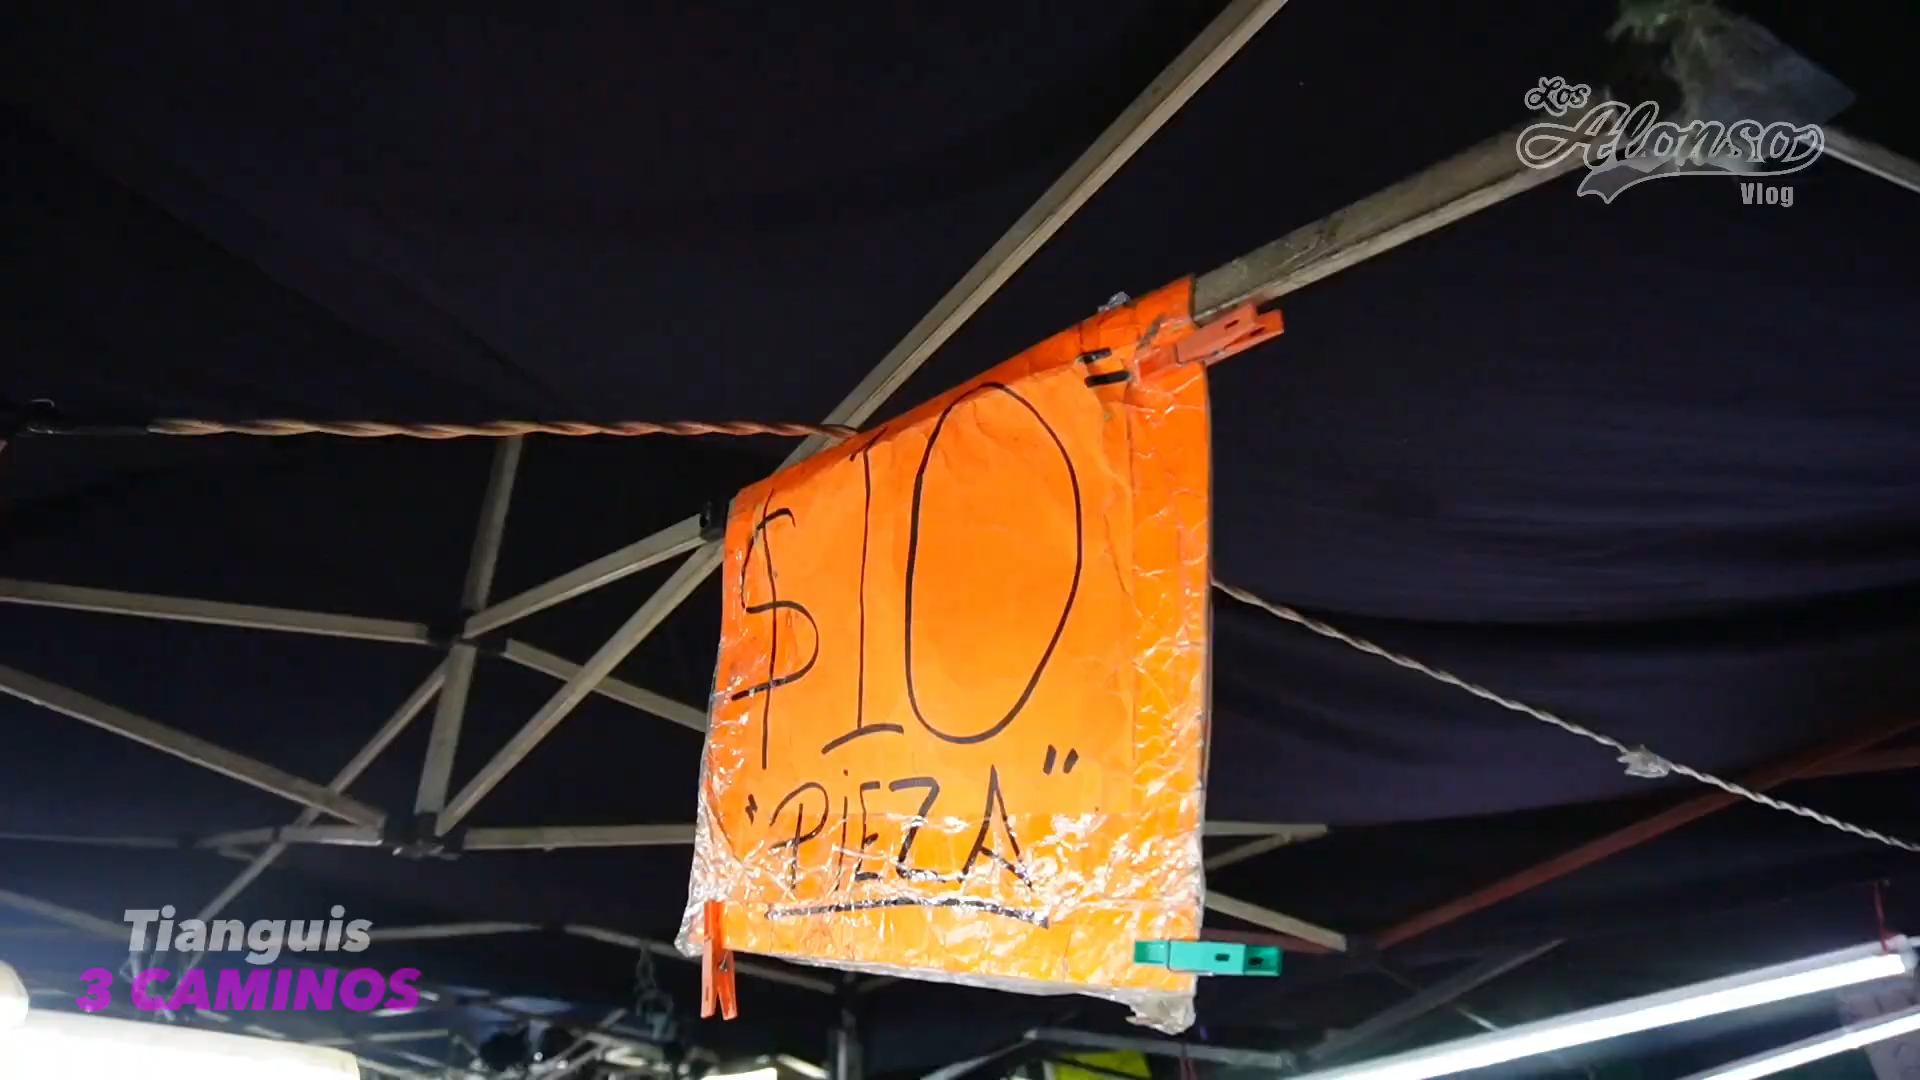 Los
Alonso
Vlog
$10=
"PiEZA"
Tianguis
3 CAMINOS